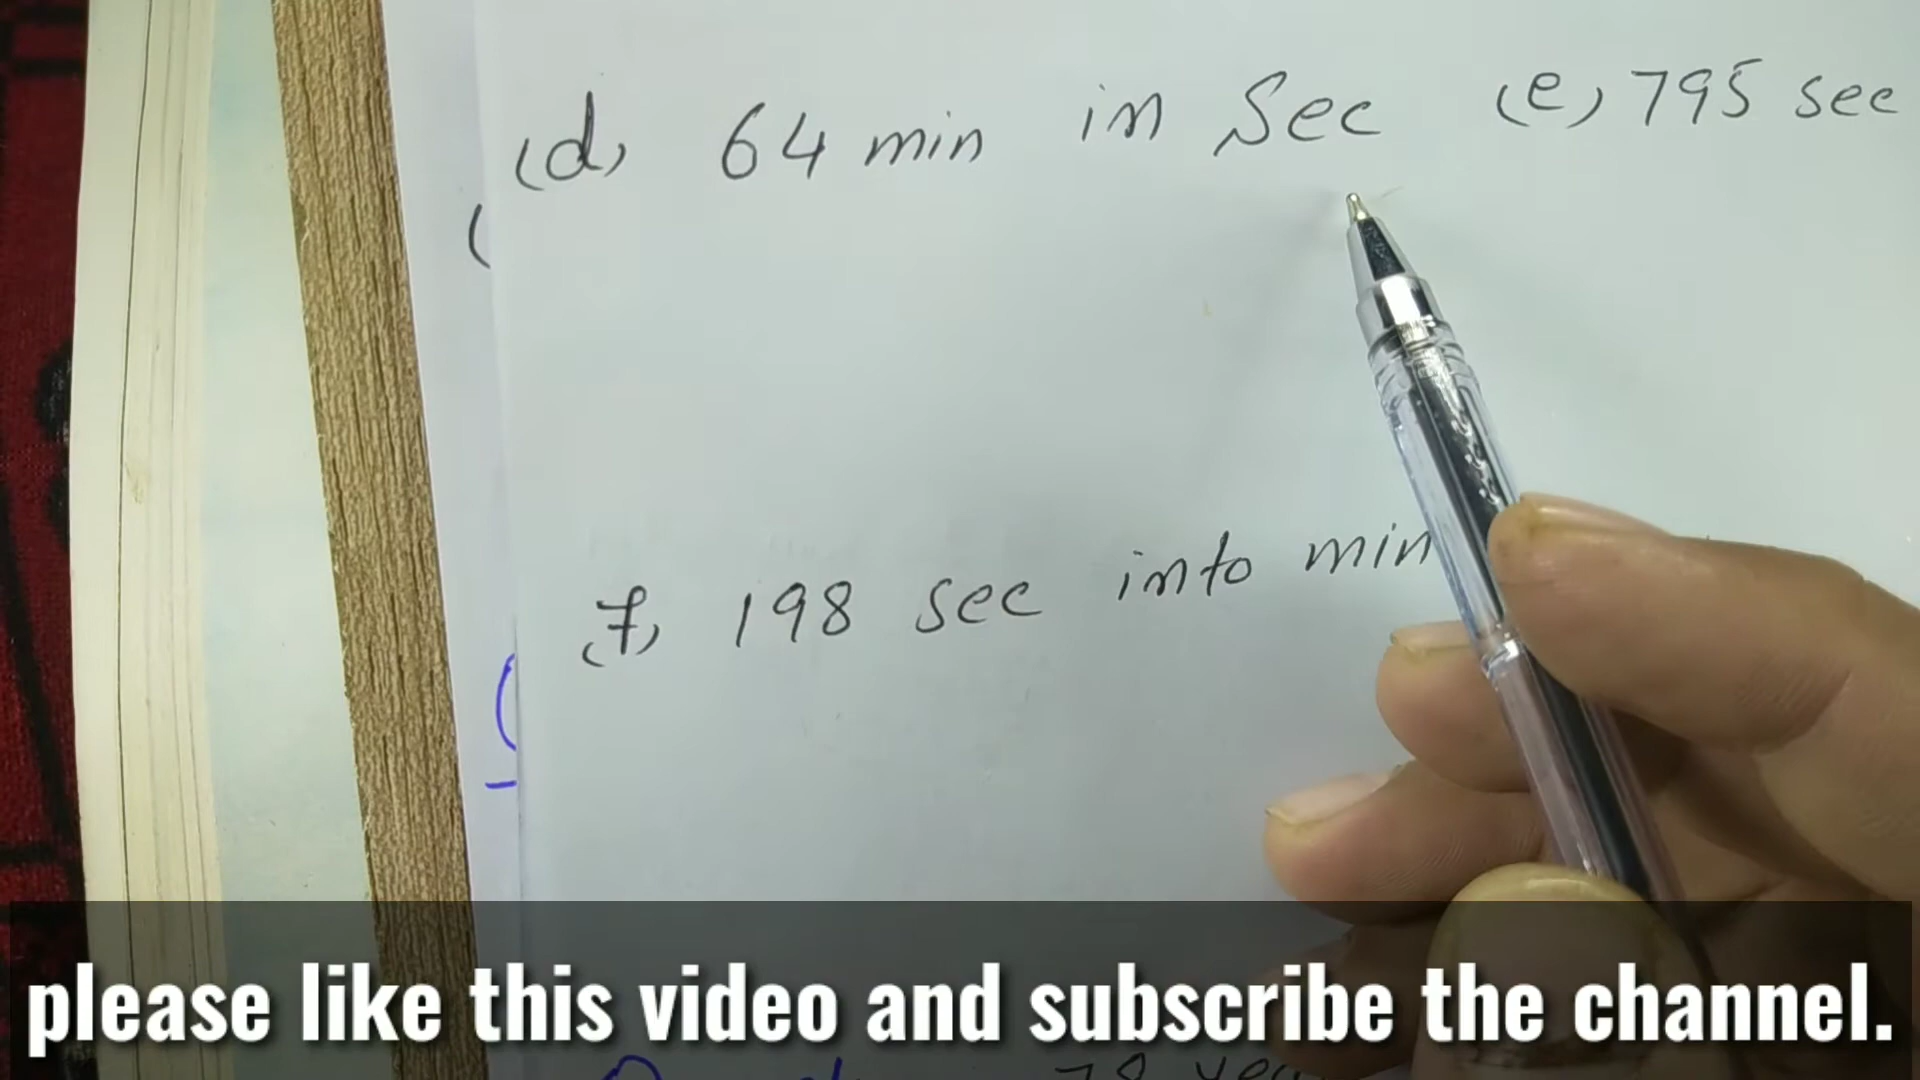 (d) 64 min in Sec (e) 795 sec
(f) 198 sec into min
please like this video and subscribe the channel.